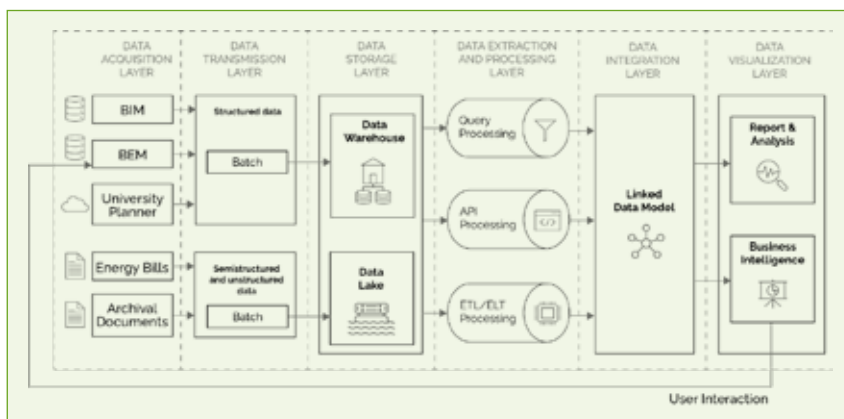 DATA
ACQUISITION
LAYER
DATA
TRANSMISSION
LAYER
DATA
STORAGE
LAYER
DATA EXTRACTION
AND PROCESSING
LAYER
DATA
INTEGRATION
LAYER
DATA
VISUALIZATION
LAYER
BIM
BEM
University
Planner
Energy Bills
Archival
Documents
Structured data
Batch
Semistructured
and unstructured
data
Batch
Data
Warehouse
Data
Lake
Query
Processing
API
Processing
ETL/ELT
Processing
Linked
Data Model
Report &
Analysis
Business
Intelligence
User Interaction